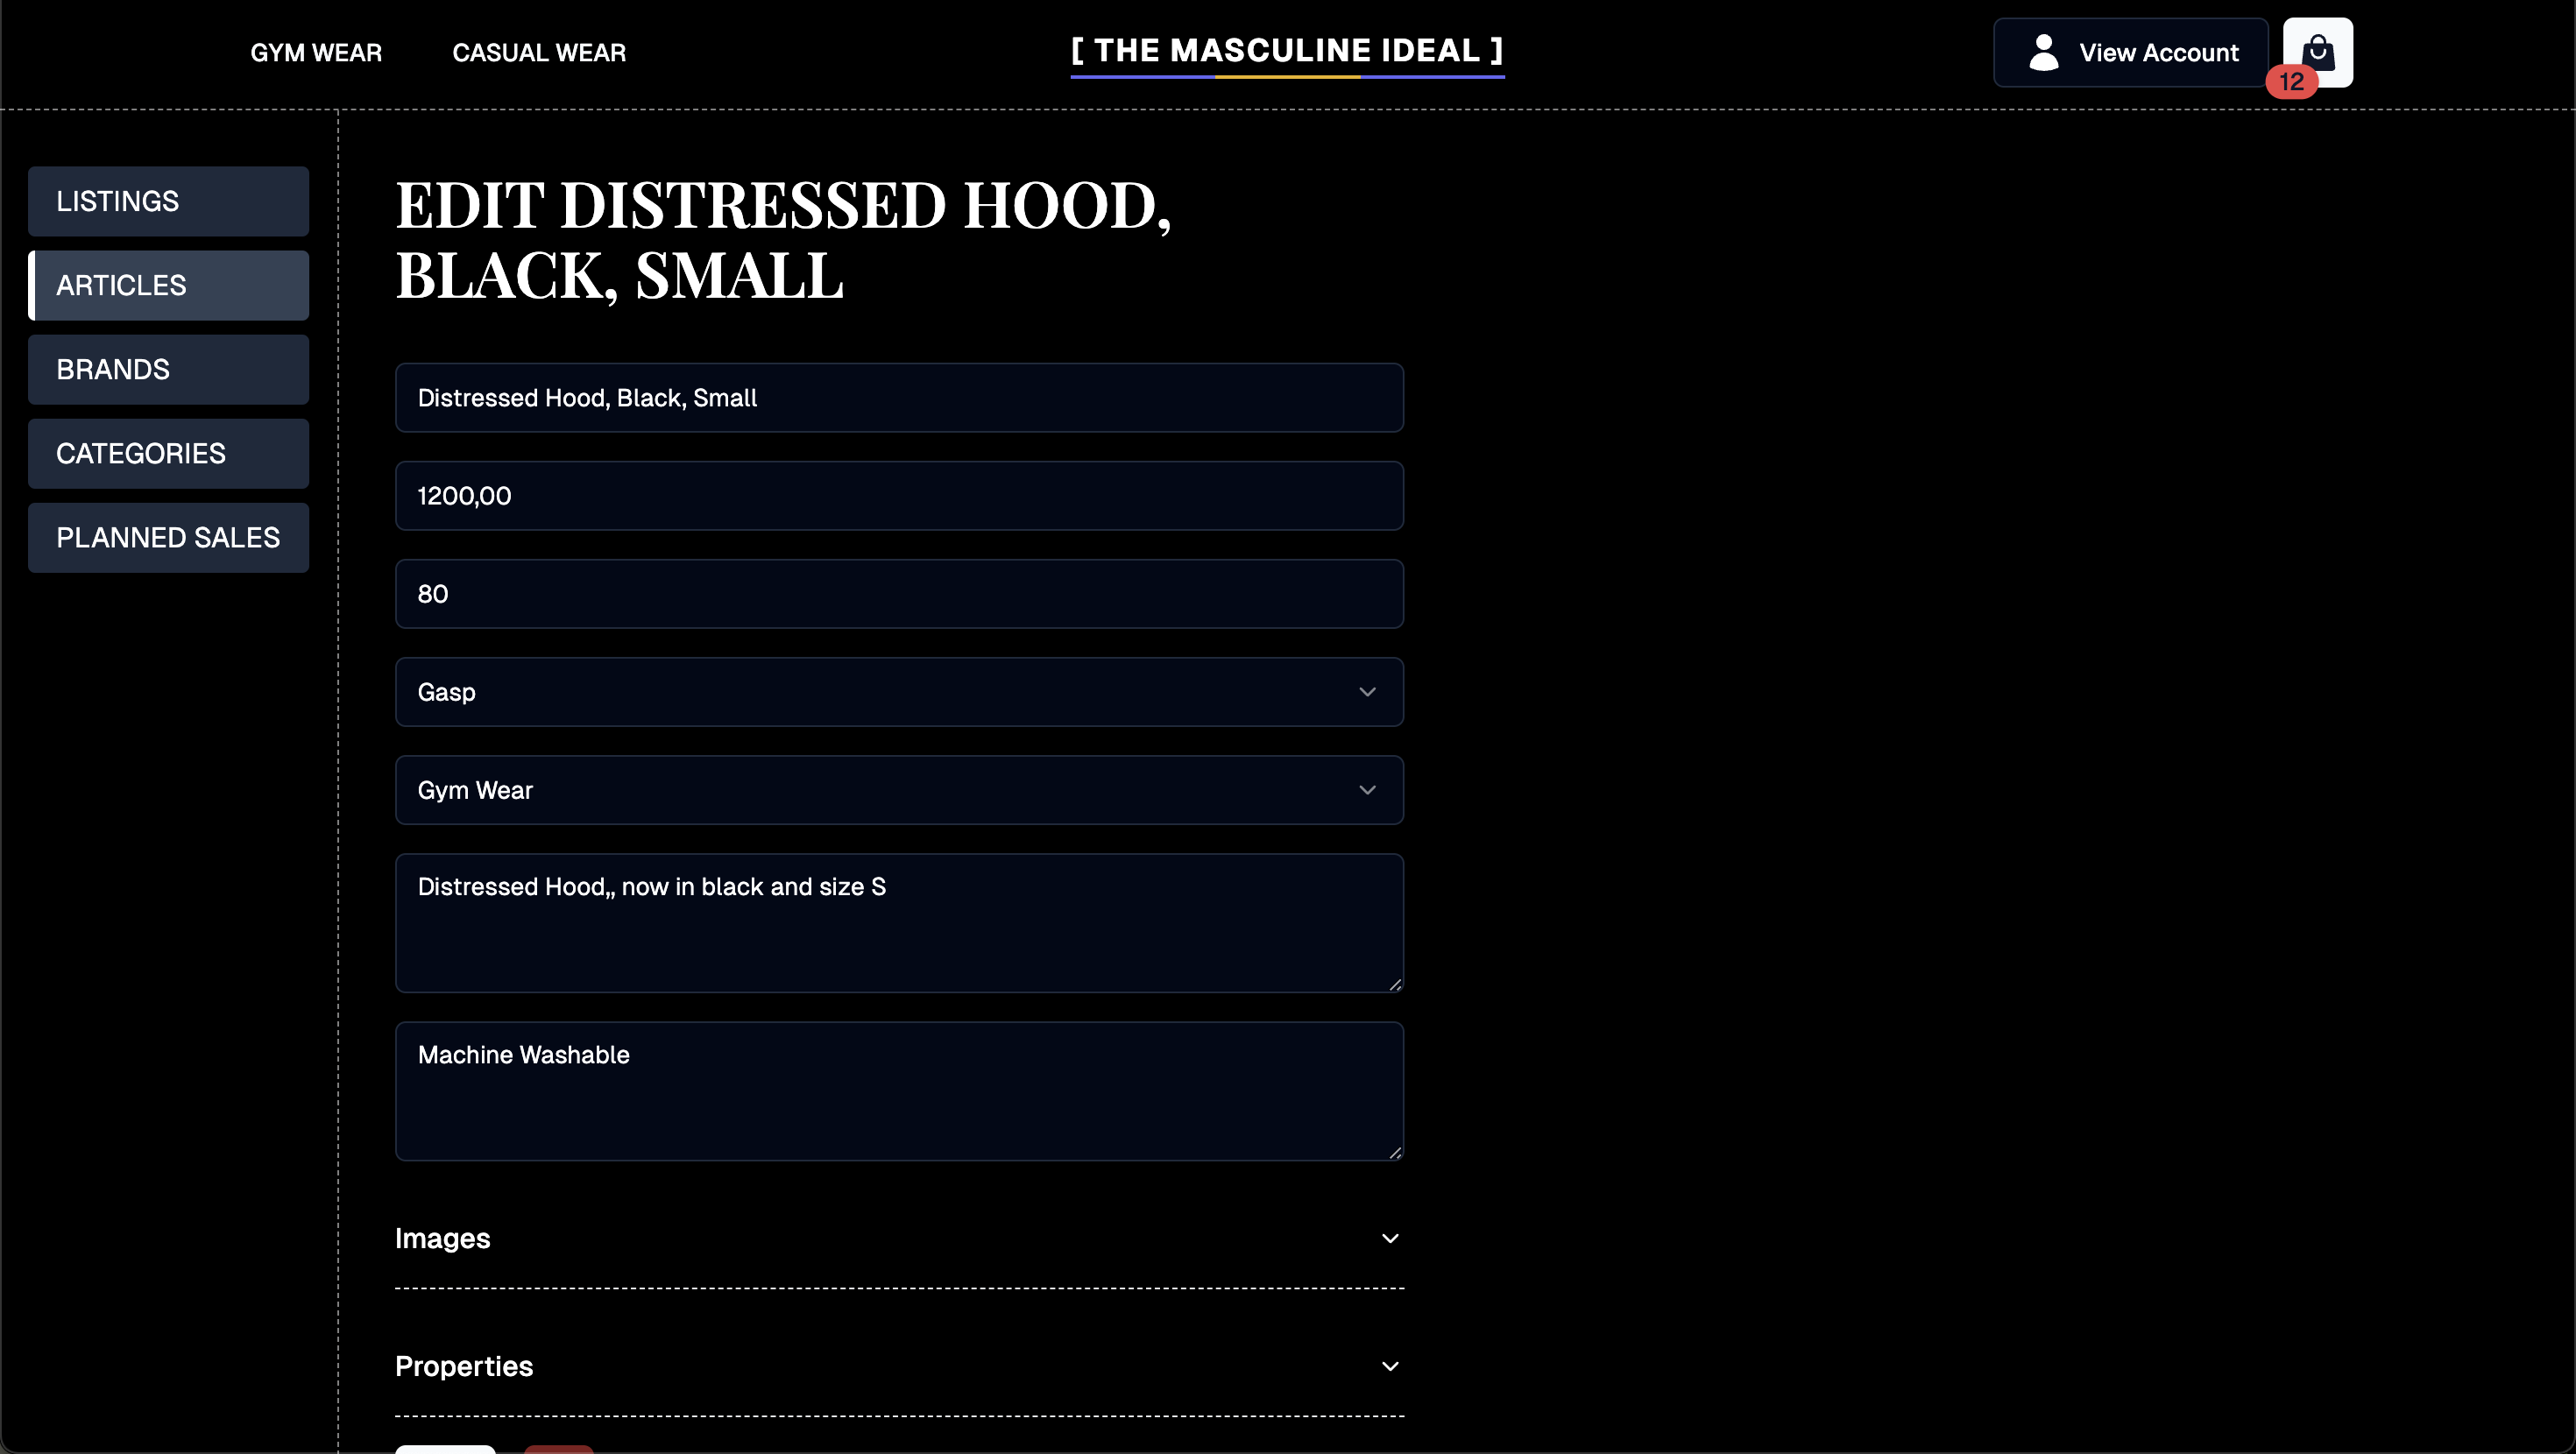 GYM WEAR
CASUAL WEAR
[ THE MASCULINE IDEAL ]
View Account
12
LISTINGS
ARTICLES
BRANDS
CATEGORIES
PLANNED SALES
EDIT DISTRESSED HOOD,
BLACK, SMALL
Distressed Hood, Black, Small
1200,00
80
Gasp
Gym Wear
Distressed Hood,, now in black and size S
Machine Washable
Images
Properties